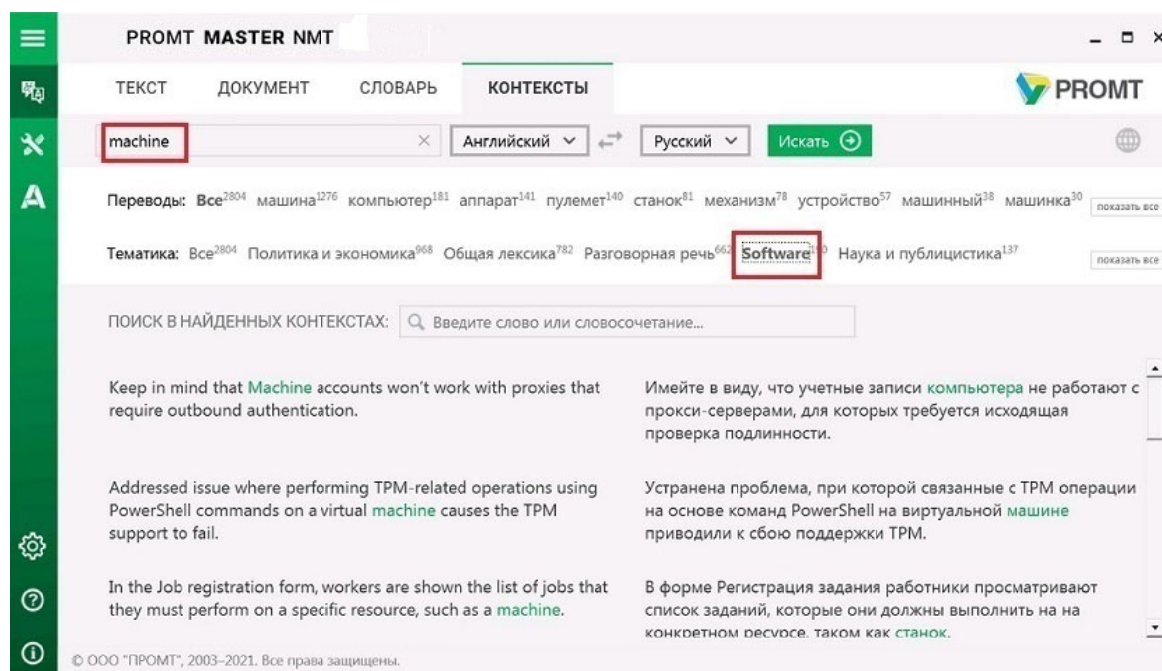 PROMT MASTER NMT
ТЕКСТ ДОКУМЕНТ СЛОВАРЬ КОНТЕКСТЫ PROMT
machine Английский Русский Искать
Переводы: Все2804 машина1276 компьютер181 аппарат141 пулемет140 станок81 механизм78 устройство57 машинный38 машинка30 показать все
Тематика: Все2804 Политика и экономика968 Общая лексика782 Разговорная речь662 Software190 Наука и публицистика137 показать все
ПОИСК В НАЙДЕННЫХ КОНТЕКСТАХ: Введите слово или словосочетание...
Keep in mind that Machine accounts won't work with proxies that
require outbound authentication.
Имейте в виду, что учетные записи компьютера не работают с
прокси-серверами, для которых требуется исходящая
проверка подлинности.
Addressed issue where performing TPM-related operations using
PowerShell commands on a virtual machine causes the TPM
support to fail.
Устранена проблема, при которой связанные с TPM операции
на основе команд PowerShell на виртуальной машине
приводили к сбою поддержки TPM.
In the Job registration form, workers are shown the list of jobs that
they must perform on a specific resource, such as a machine.
В форме Регистрация задания работники просматривают
список заданий, которые они должны выполнить на на
конкретном ресурсе, таком как станок.
© ООО "ПРОМТ", 2003–2021. Все права защищены.